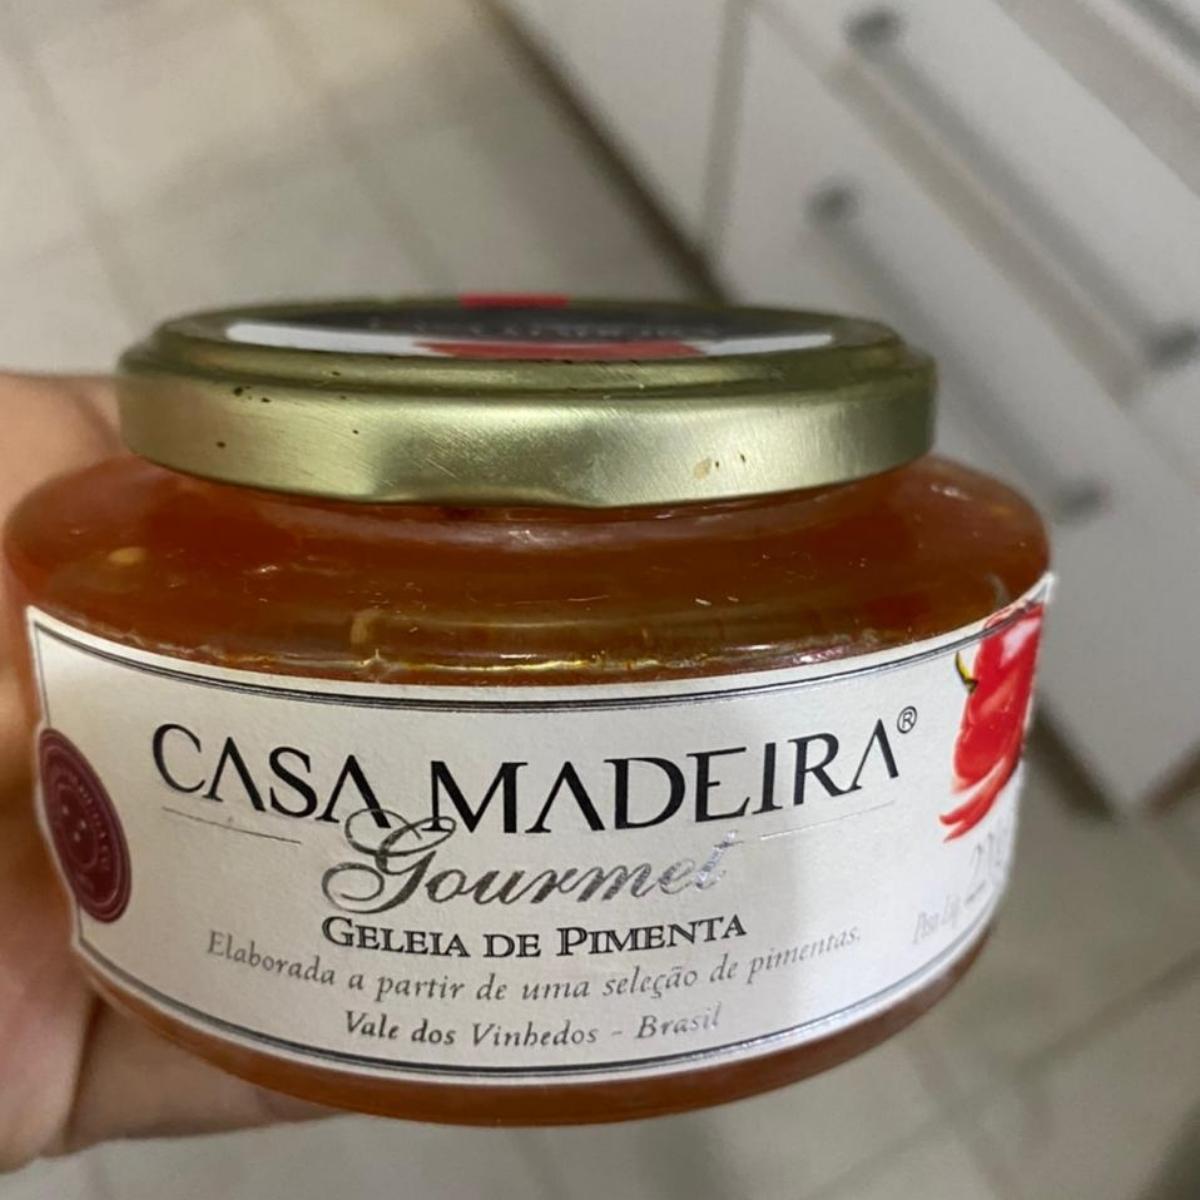 CASA MADEIRA®
Gourmet
GELEIA DE PIMENTA
Elaborada a partir de uma seleção de pimentas.
Vale dos Vinhedos - Brasil